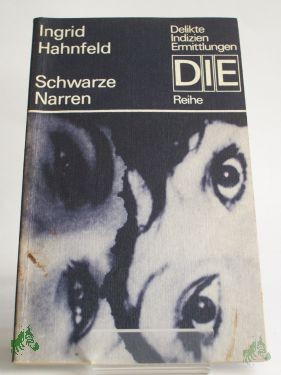 Ingrid
Hahnfeld
Schwarze
Narren
Delikte
Indizien
Ermittlungen
DIE
Reihe